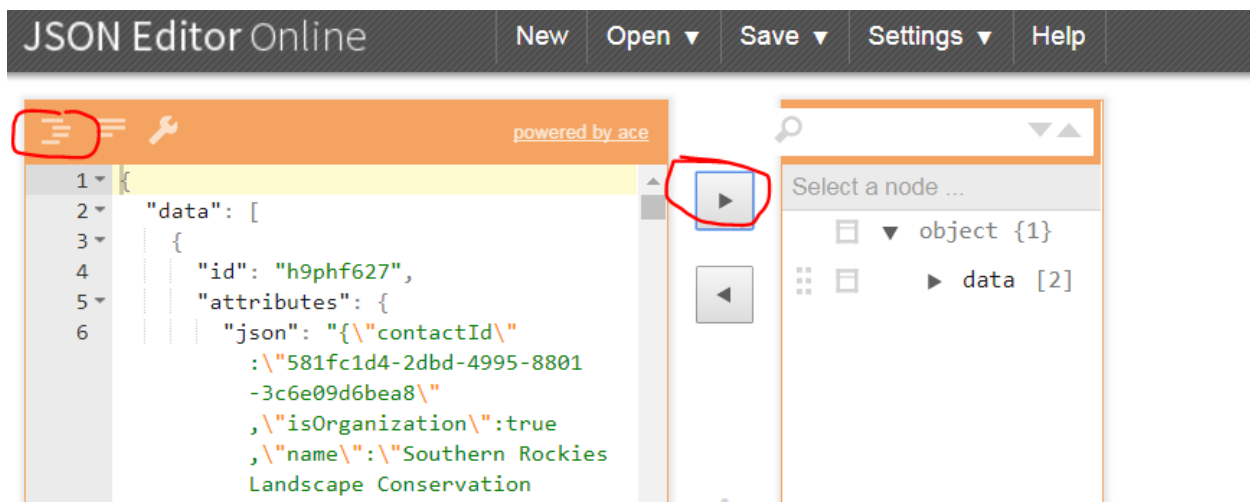 JSON Editor Online New Open ▼ Save ▼ Settings ▼ Help
powered by ace
1 {
2 "data": [
3 {
4 "id": "h9phf627",
5 "attributes": {
6 "json": "{\"contactId\"
:\"581fc1d4-2dbd-4995-8801
-3c6e09d6bea8\"
,\"isOrganization\":true
,\"name\":\"Southern Rockies
Landscape Conservation
Select a node ...
▼ object {1}
► data [2]